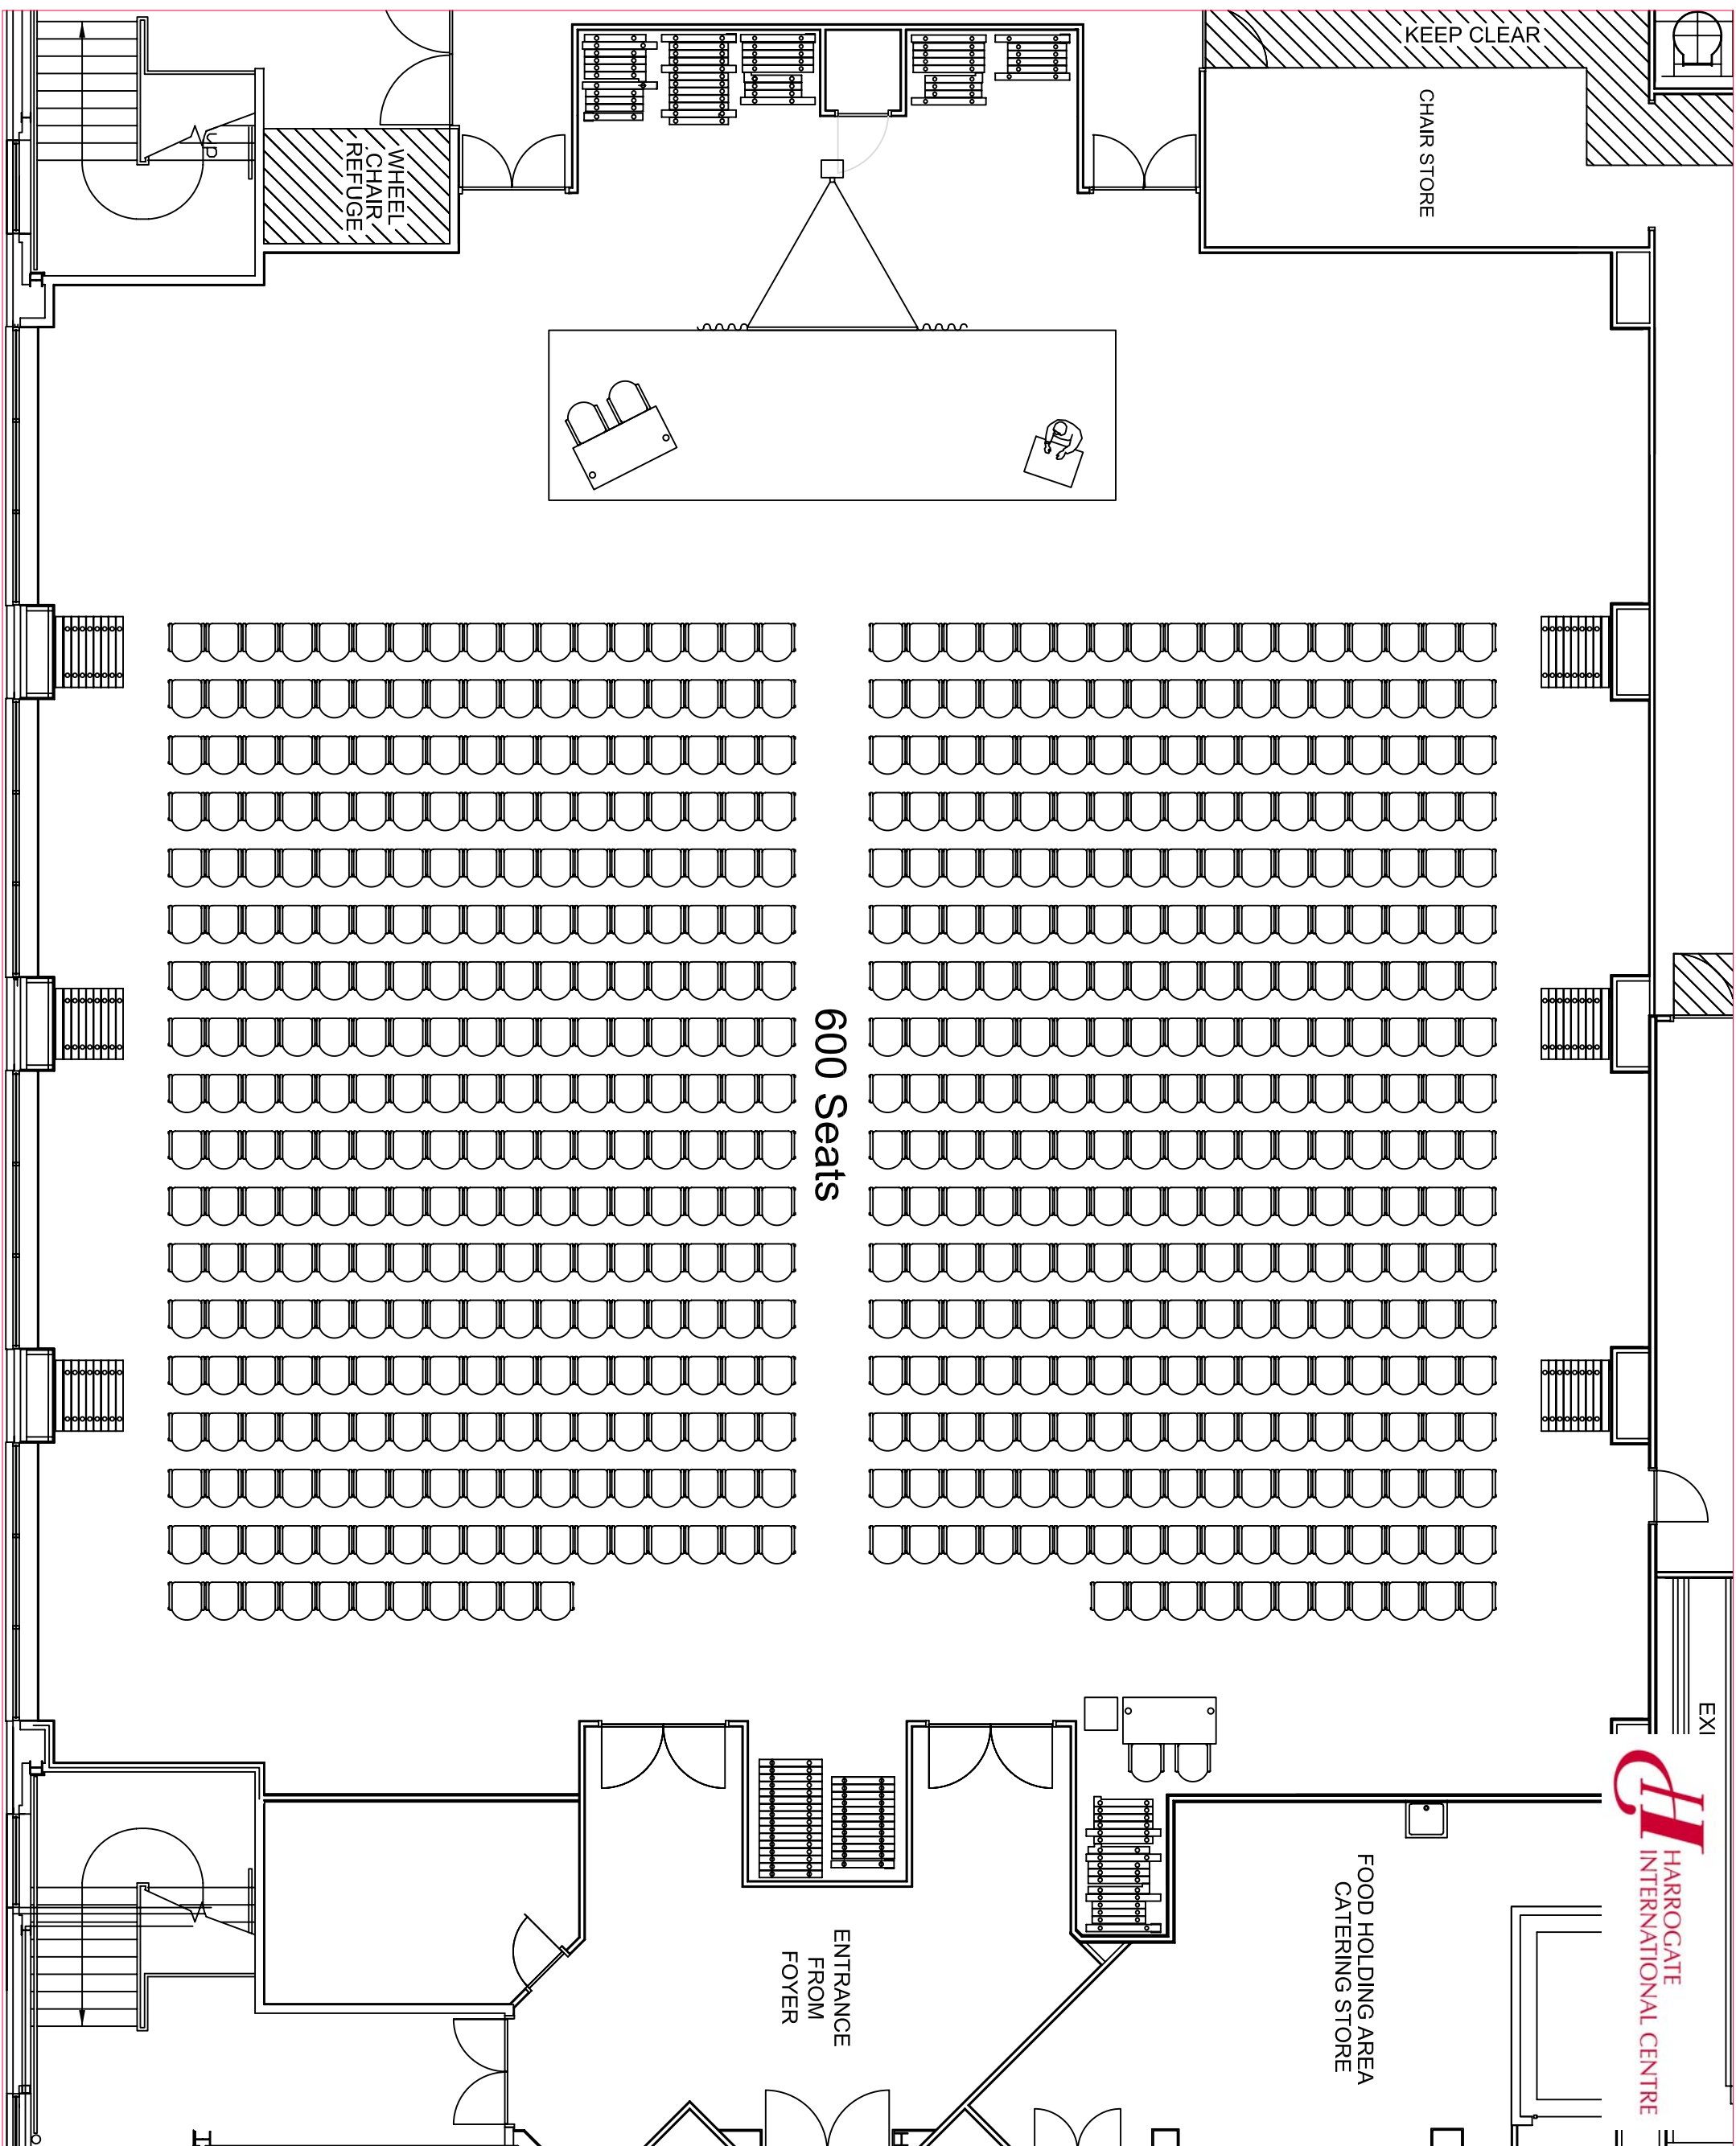 KEEP CLEAR
CHAIR STORE
UP
WHEEL
CHAIR
REFUGE
600 Seats
EXI
HARROGATE
INTERNATIONAL CENTRE
FOOD HOLDING AREA
CATERING STORE
ENTRANCE
FROM
FOYER